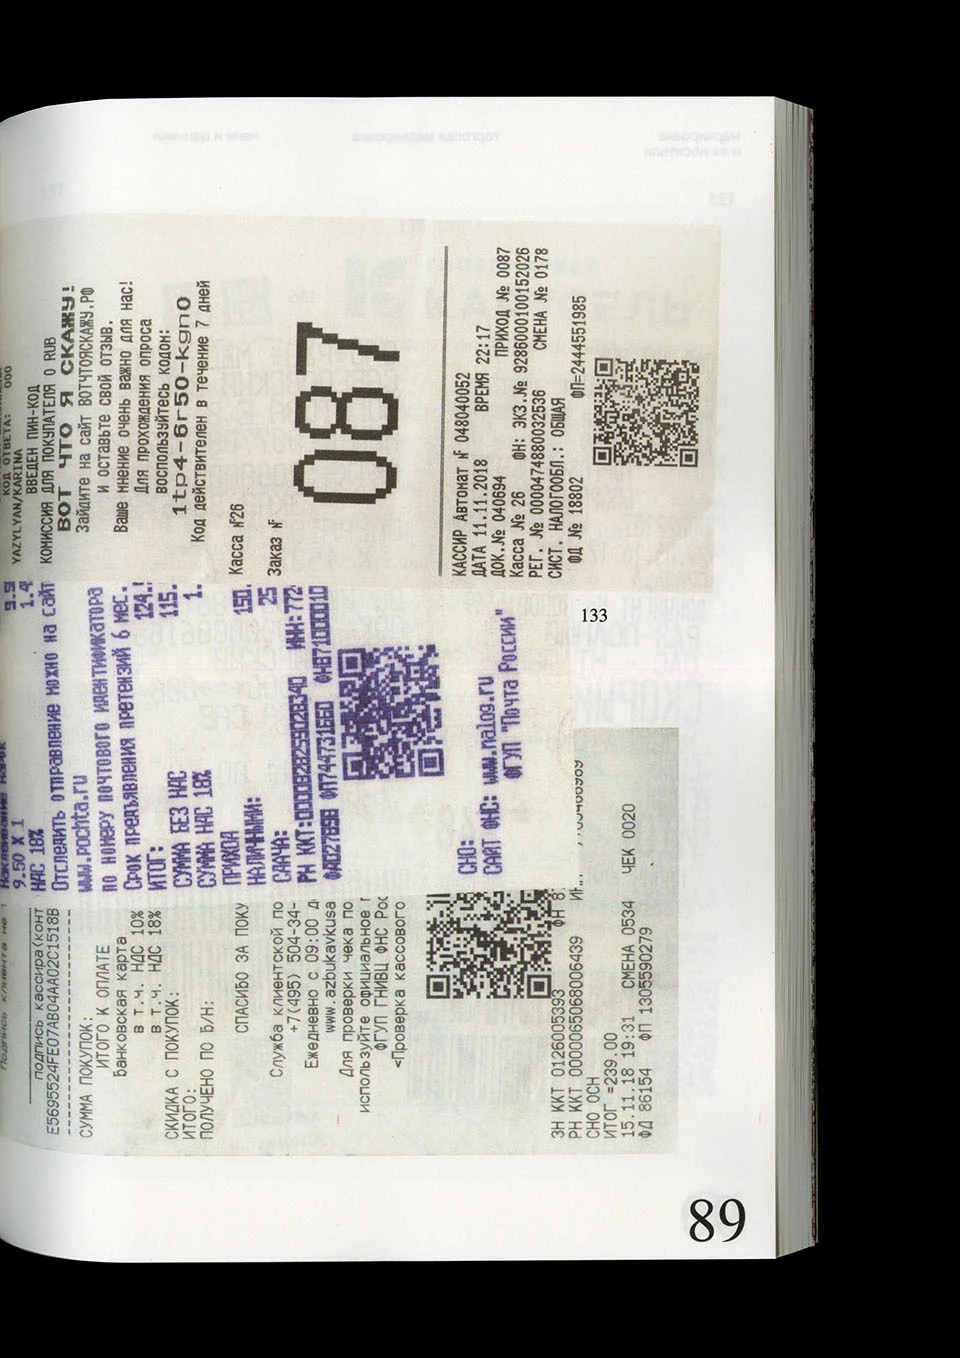 КОД ОТВЕТА: 000
YAZYLYAN/KARINA
ВВЕДЕН ПИН-КОД
КОМИССИЯ ДЛЯ ПОКУПАТЕЛЯ 0 RUB
ВОТ ЧТО Я СКАЖУ!
Зайдите на сайт ВОТЧТОЯСКАЖУ.РФ
и оставьте свой отзыв.
Ваше мнение очень важно для нас!
Для прохождения опроса
воспользуйтесь кодом:
1tp4-6r50-kgno
Код действителен в течение 7 дней
Касса №26
Заказ №
087
КАССИР Автомат № 048040052
ДАТА 11.11.2018 ВРЕМЯ 22:17
ДОК.№ 040694 ПРИХОД № 0087
Касса № 26 ФН: ЭКЗ.№ 9286000100152026
РЕГ. № 0000474880032536 СМЕНА № 0178
СИСТ. НАЛОГООБЛ.: ОБЩАЯ
ФД № 18802 ФП=2444551985
133
Наклеивание марок
9.50 X 1 9.5
НДС 18% 1.4
Отследить отправление можно на сайт
www.pochta.ru
по номеру почтового идентификатора
Срок предъявления претензий 6 мес.
ИТОГ: 124.
СУММА БЕЗ НДС 115.
СУММА НДС 18% 1.
ПРИХОД
НАЛИЧНЫМИ: 150.
СДАЧА: 25
РН ККТ:0000928259028340 ИНН:772
ФД027898 ФП744731660 ФН871000010
СНО:
САЙТ ФНС: www.nalog.ru
ФГУП "Почта России"
Подпись клиента не
подпись кассира(конт
E5695524FE07AB04AA02C1518B
СУММА ПОКУПОК:
ИТОГО К ОПЛАТЕ
Банковская карта
в т.ч. НДС 10%
в т.ч. НДС 18%
СКИДКА С ПОКУПОК:
ИТОГО:
ПОЛУЧЕНО ПО Б/Н:
СПАСИБО ЗА ПОКУ
Служба клиентской по
+7(495) 504-34-
Ежедневно с 09:00 д
www.azbukavkusa
Для проверки чека по
используйте официальное п
ФГУП ГНИВЦ ФНС Рос
<Проверка кассового
ЗН ККТ 0126005393 ФН 8
РН ККТ 0000065068006439 ИНН
СНО ОСН
ИТОГ =239.00
15.11.18 19:31 СМЕНА 0534 ЧЕК 0020
ФД 86154 ФП 1305590279
89